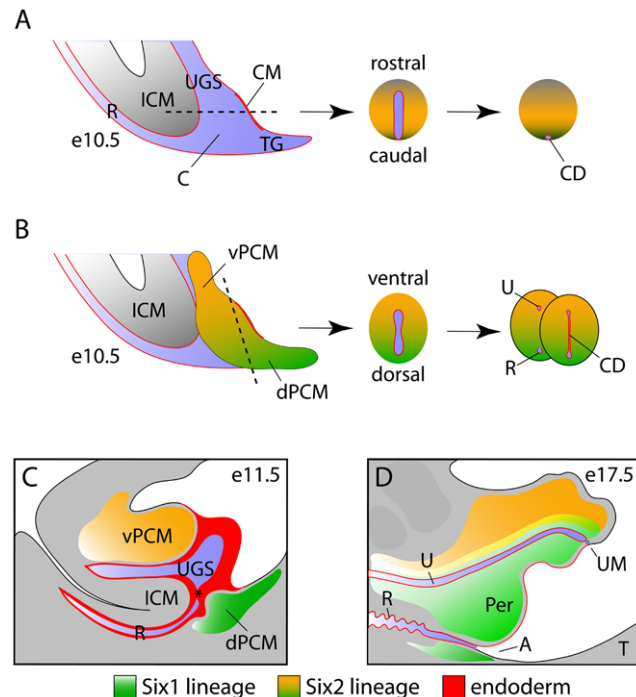 A
UGS
CM
ICM
R
e10.5
TG
C
rostral
caudal
CD
B
vPCM
ICM
e10.5
dPCM
ventral
dorsal
U
R
CD
C
e11.5
vPCM
UGS
ICM
*
R
dPCM
D
e17.5
U
UM
R
Per
A
T
Six1 lineage
Six2 lineage
endoderm